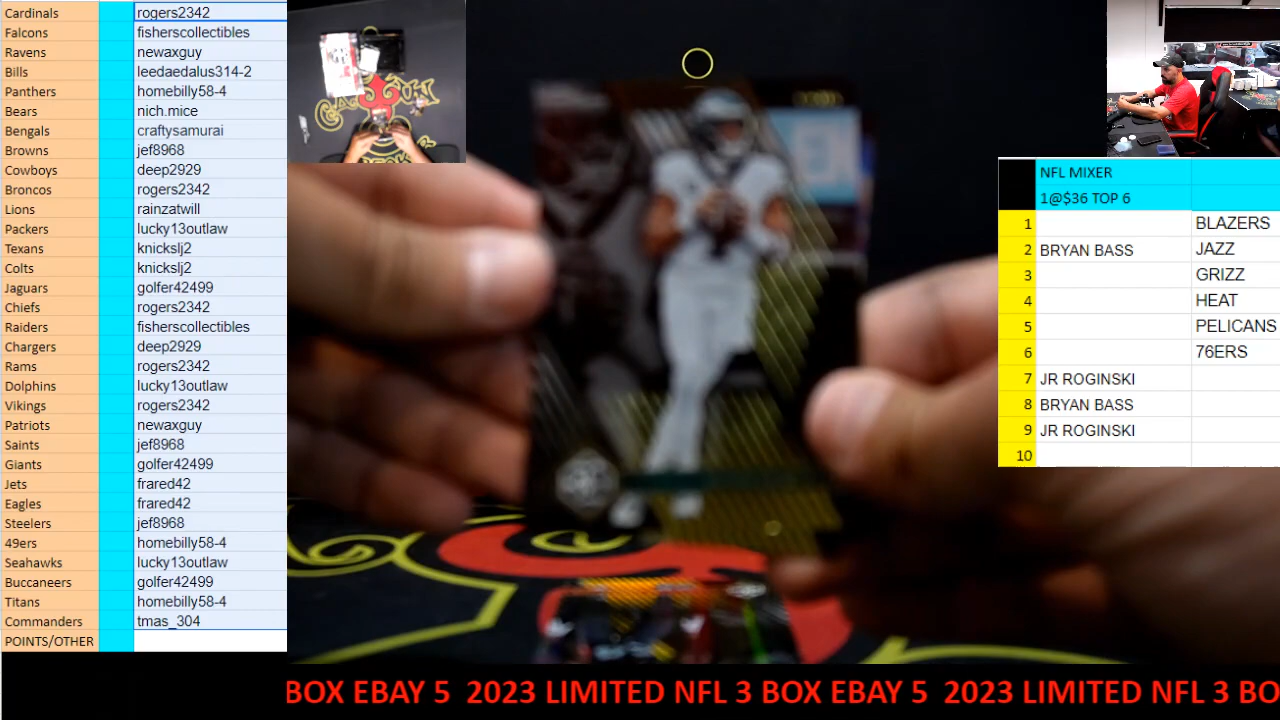 Cardinals rogers2342
Falcons fisherscollectibles
Ravens newaxguy
Bills leedaedalus314-2
Panthers homebilly58-4
Bears nich.mice
Bengals craftysamurai
Browns jef8968
Cowboys deep2929
Broncos rogers2342
Lions rainzatwill
Packers lucky13outlaw
Texans knickslj2
Colts knickslj2
Jaguars golfer42499
Chiefs rogers2342
Raiders fisherscollectibles
Chargers deep2929
Rams rogers2342
Dolphins lucky13outlaw
Vikings rogers2342
Patriots newaxguy
Saints jef8968
Giants golfer42499
Jets frared42
Eagles frared42
Steelers jef8968
49ers homebilly58-4
Seahawks lucky13outlaw
Buccaneers golfer42499
Titans homebilly58-4
Commanders tmas_304
POINTS/OTHER
NFL MIXER
1@$36 TOP 6
1 BLAZERS
2 BRYAN BASS JAZZ
3 GRIZZ
4 HEAT
5 PELICANS
6 76ERS
7 JR ROGINSKI
8 BRYAN BASS
9 JR ROGINSKI
10
BOX EBAY 5 2023 LIMITED NFL 3 BOX EBAY 5 2023 LIMITED NFL 3 BO